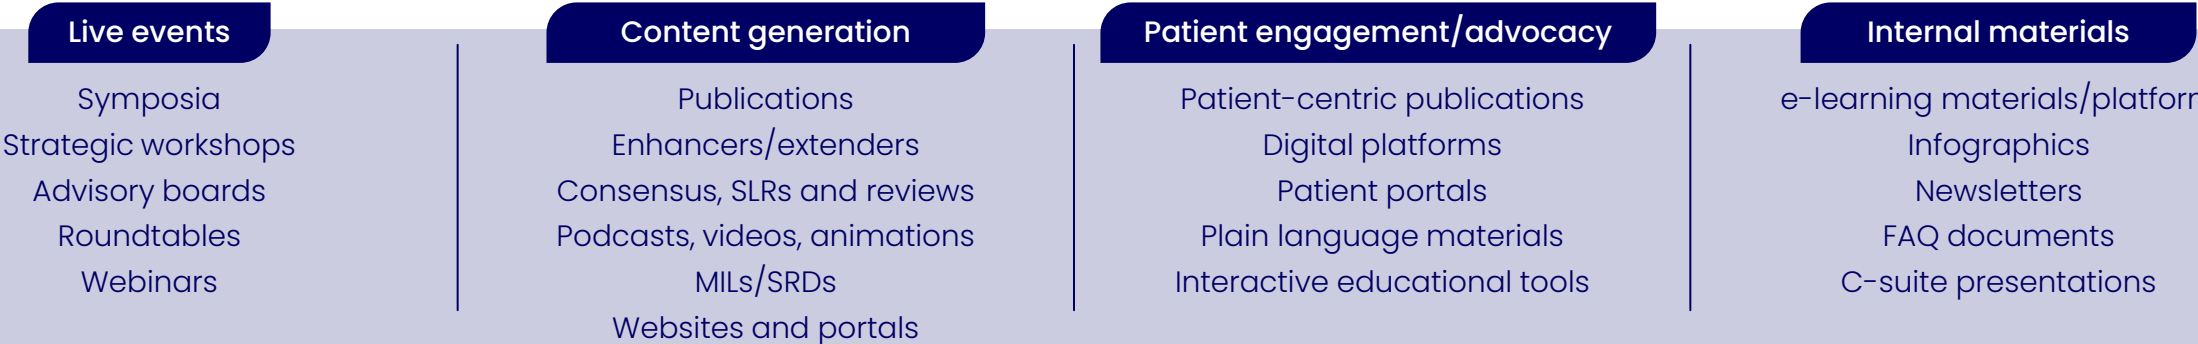 Live events
Symposia
Strategic workshops
Advisory boards
Roundtables
Webinars
Content generation
Publications
Enhancers/extenders
Consensus, SLRs and reviews
Podcasts, videos, animations
MILs/SRDs
Websites and portals
Patient engagement/advocacy
Patient-centric publications
Digital platforms
Patient portals
Plain language materials
Interactive educational tools
Internal materials
e-learning materials/platfor
Infographics
Newsletters
FAQ documents
C-suite presentations